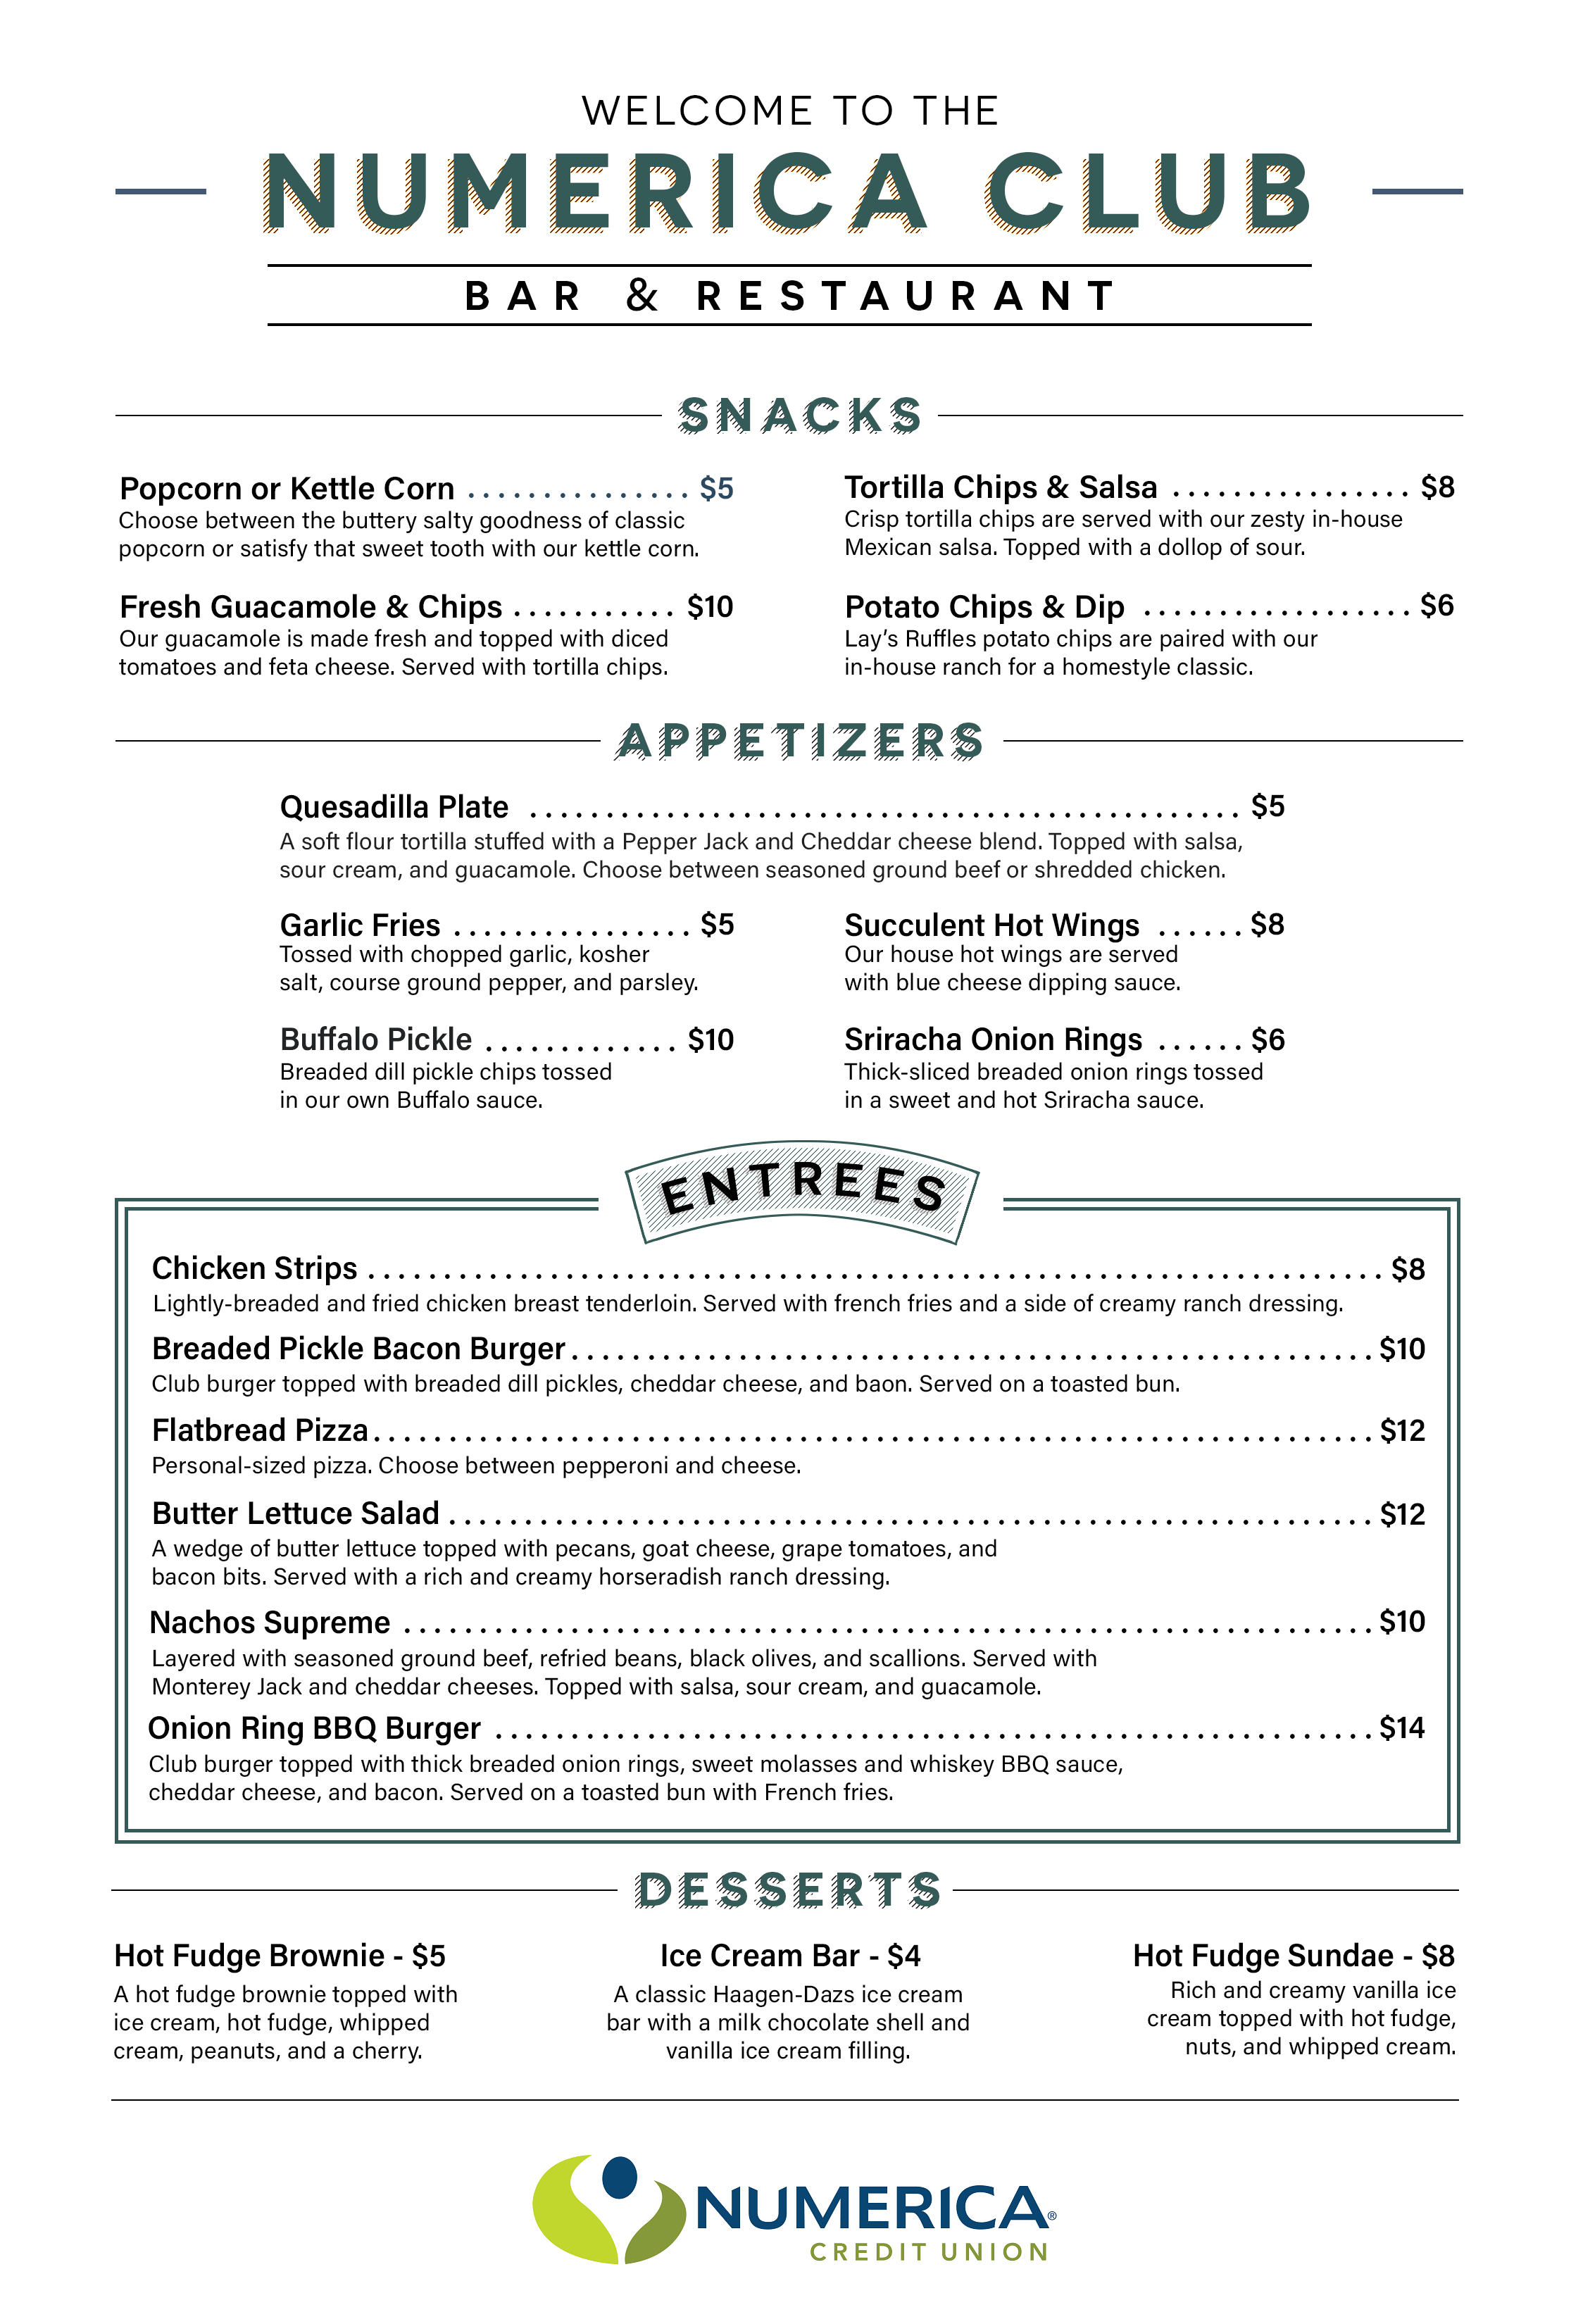 WELCOME TO THE
NUMERICA CLUB
BAR & RESTAURANT
SNACKS
Popcorn or Kettle Corn . . . . . . . . . . . . . . . $5
Choose between the buttery salty goodness of classic
popcorn or satisfy that sweet tooth with our kettle corn.
Fresh Guacamole & Chips . . . . . . . . . . . $10
Our guacamole is made fresh and topped with diced
tomatoes and feta cheese. Served with tortilla chips.
Tortilla Chips & Salsa . . . . . . . . . . . . . . . . $8
Crisp tortilla chips are served with our zesty in-house
Mexican salsa. Topped with a dollop of sour.
Potato Chips & Dip . . . . . . . . . . . . . . . . . . $6
Lay's Ruffles potato chips are paired with our
in-house ranch for a homestyle classic.
APPETIZERS
Quesadilla Plate . . . . . . . . . . . . . . . . . . . . . . . . . . . . . . . . . . . . . . . . . . . . . . . $5
A soft flour tortilla stuffed with a Pepper Jack and Cheddar cheese blend. Topped with salsa,
sour cream, and guacamole. Choose between seasoned ground beef or shredded chicken.
Garlic Fries . . . . . . . . . . . . . . . . $5
Tossed with chopped garlic, kosher
salt, course ground pepper, and parsley.
Buffalo Pickle . . . . . . . . . . . . . $10
Breaded dill pickle chips tossed
in our own Buffalo sauce.
Succulent Hot Wings . . . . . . $8
Our house hot wings are served
with blue cheese dipping sauce.
Sriracha Onion Rings . . . . . . $6
Thick-sliced breaded onion rings tossed
in a sweet and hot Sriracha sauce.
ENTREES
Chicken Strips . . . . . . . . . . . . . . . . . . . . . . . . . . . . . . . . . . . . . . . . . . . . . . . . . . . . . . . . . . . . . . . . . . . $8
Lightly-breaded and fried chicken breast tenderloin. Served with french fries and a side of creamy ranch dressing.
Breaded Pickle Bacon Burger . . . . . . . . . . . . . . . . . . . . . . . . . . . . . . . . . . . . . . . . . . . . . . . . . . . . . $10
Club burger topped with breaded dill pickles, cheddar cheese, and baon. Served on a toasted bun.
Flatbread Pizza . . . . . . . . . . . . . . . . . . . . . . . . . . . . . . . . . . . . . . . . . . . . . . . . . . . . . . . . . . . . . . . . . . $12
Personal-sized pizza. Choose between pepperoni and cheese.
Butter Lettuce Salad . . . . . . . . . . . . . . . . . . . . . . . . . . . . . . . . . . . . . . . . . . . . . . . . . . . . . . . . . . . . . $12
A wedge of butter lettuce topped with pecans, goat cheese, grape tomatoes, and
bacon bits. Served with a rich and creamy horseradish ranch dressing.
Nachos Supreme . . . . . . . . . . . . . . . . . . . . . . . . . . . . . . . . . . . . . . . . . . . . . . . . . . . . . . . . . . . . . . . . $10
Layered with seasoned ground beef, refried beans, black olives, and scallions. Served with
Monterey Jack and cheddar cheeses. Topped with salsa, sour cream, and guacamole.
Onion Ring BBQ Burger . . . . . . . . . . . . . . . . . . . . . . . . . . . . . . . . . . . . . . . . . . . . . . . . . . . . . . . . . . $14
Club burger topped with thick breaded onion rings, sweet molasses and whiskey BBQ sauce,
cheddar cheese, and bacon. Served on a toasted bun with French fries.
DESSERTS
Hot Fudge Brownie - $5
A hot fudge brownie topped with
ice cream, hot fudge, whipped
cream, peanuts, and a cherry.
Ice Cream Bar - $4
A classic Haagen-Dazs ice cream
bar with a milk chocolate shell and
vanilla ice cream filling.
Hot Fudge Sundae - $8
Rich and creamy vanilla ice
cream topped with hot fudge,
nuts, and whipped cream.
NUMERICA®
CREDIT UNION